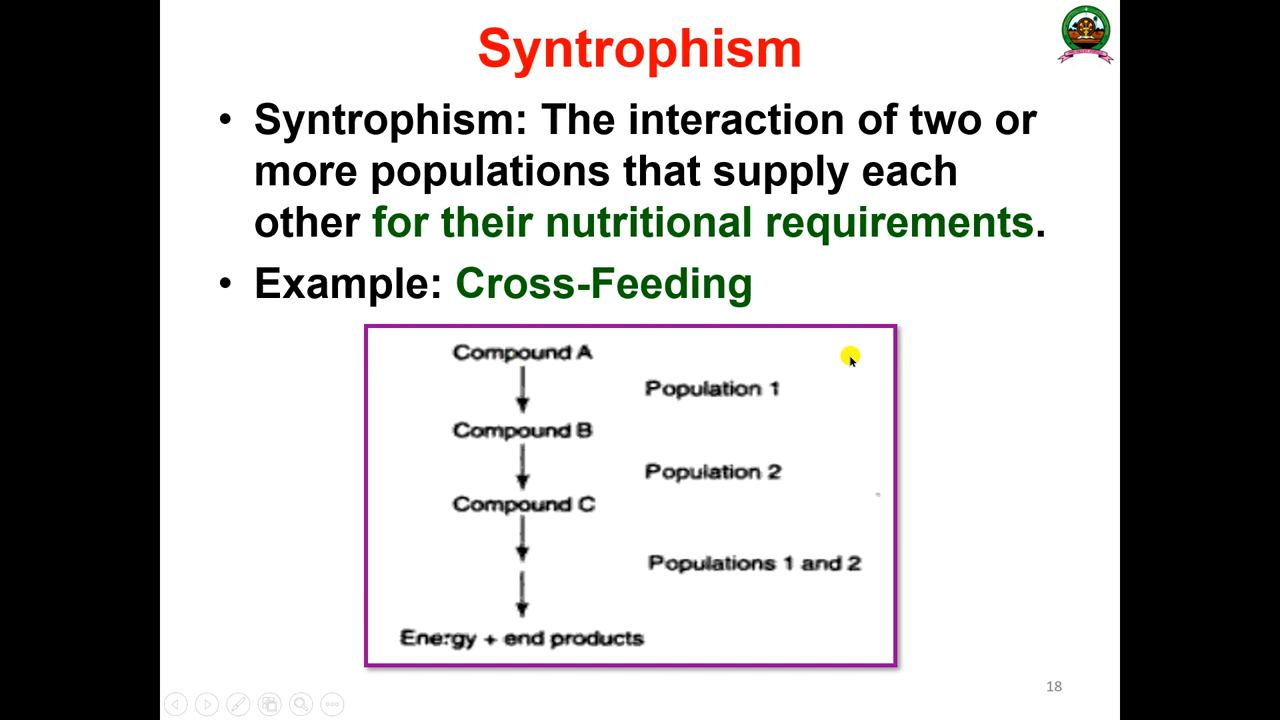 Syntrophism
• Syntrophism: The interaction of two or
more populations that supply each
other for their nutritional requirements.
• Example: Cross-Feeding
Compound A
Population 1
Compound B
Population 2
Compound C
Populations 1 and 2
Energy + end products
18